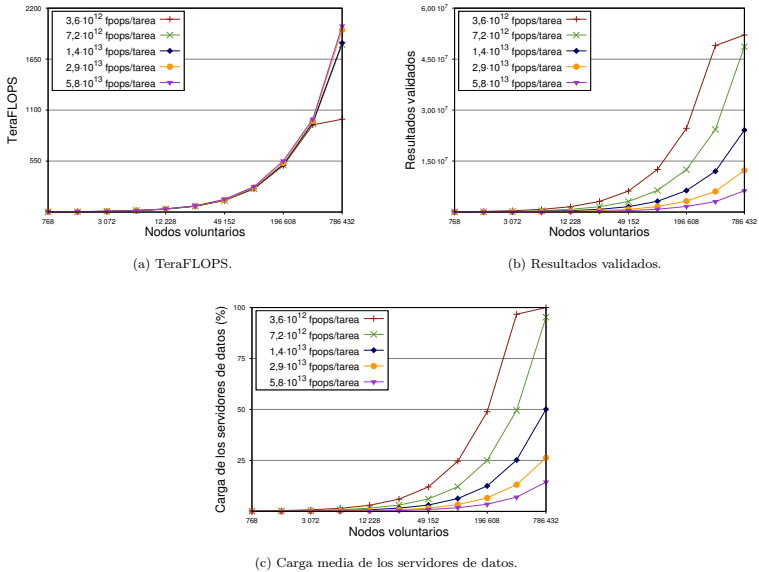 2200
1650
1100
550
TeraFLOPS
3,6·10^12 fpops/tarea
7,2·10^12 fpops/tarea
1,4·10^13 fpops/tarea
2,9·10^13 fpops/tarea
5,8·10^13 fpops/tarea
768 3 072 12 228 49 152 196 608 786 432
Nodos voluntarios
(a) TeraFLOPS.
6,00·10^7
4,50·10^7
3,00·10^7
1,50·10^7
Resultados validados
3,6·10^12 fpops/tarea
7,2·10^12 fpops/tarea
1,4·10^13 fpops/tarea
2,9·10^13 fpops/tarea
5,8·10^13 fpops/tarea
768 3 072 12 228 49 152 196 608 786 432
Nodos voluntarios
(b) Resultados validados.
100
75
50
25
Carga de los servidores de datos (%)
3,6·10^12 fpops/tarea
7,2·10^12 fpops/tarea
1,4·10^13 fpops/tarea
2,9·10^13 fpops/tarea
5,8·10^13 fpops/tarea
768 3 072 12 228 49 152 196 608 786 432
Nodos voluntarios
(c) Carga media de los servidores de datos.